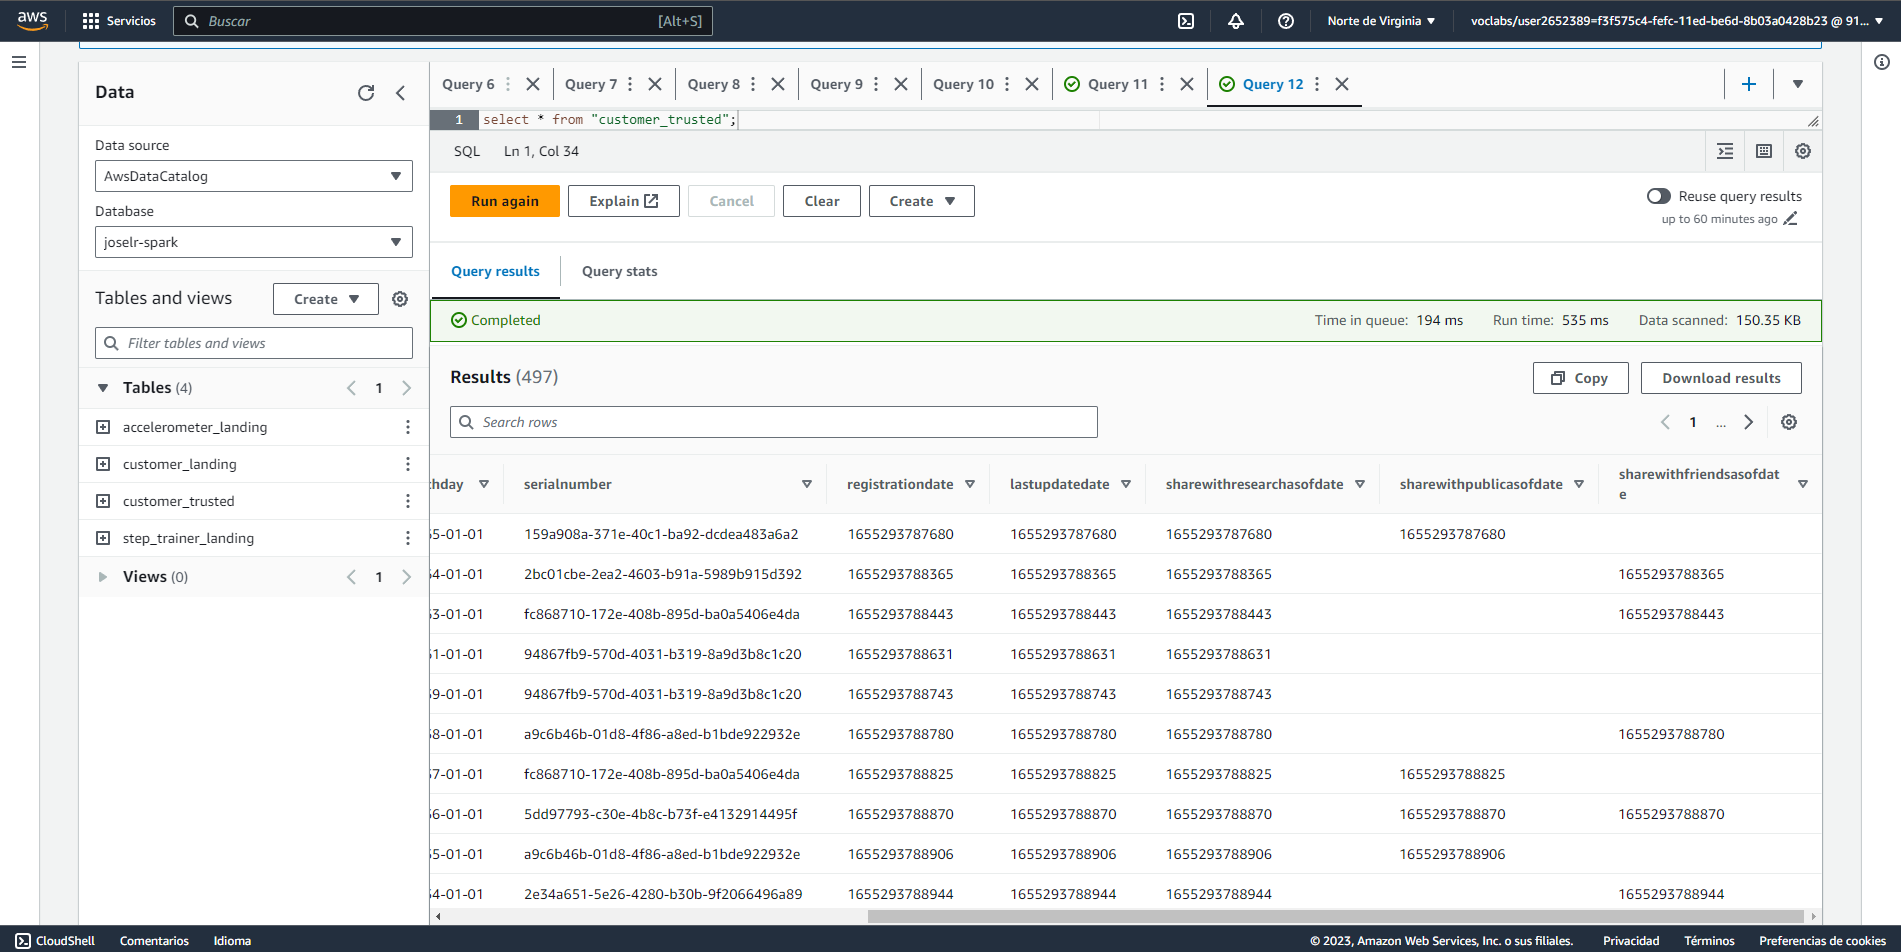 aws Servicios Buscar [Alt+S] Norte de Virginia voclabs/user2652389=f3f575c4-fefc-11ed-be6d-8b03a0428b23 @ 91...
Data
Data source
AwsDataCatalog
Database
joselr-spark
Tables and views Create
Filter tables and views
Tables (4) 1
accelerometer_landing
customer_landing
customer_trusted
step_trainer_landing
Views (0) 1
Query 6 Query 7 Query 8 Query 9 Query 10 Query 11 Query 12
1 select * from "customer_trusted";
SQL Ln 1, Col 34
Run again Explain Cancel Clear Create Reuse query results
up to 60 minutes ago
Query results Query stats
Completed Time in queue: 194 ms Run time: 535 ms Data scanned: 150.35 KB
Results (497) Copy Download results
Search rows 1 ...
:hday serialnumber registrationdate lastupdatedate sharewithresearchasofdate sharewithpublicasofdate sharewithfriendsasofdat
e
55-01-01 159a908a-371e-40c1-ba92-dcdea483a6a2 1655293787680 1655293787680 1655293787680 1655293787680
54-01-01 2bc01cbe-2ea2-4603-b91a-5989b915d392 1655293788365 1655293788365 1655293788365 1655293788365
53-01-01 fc868710-172e-408b-895d-ba0a5406e4da 1655293788443 1655293788443 1655293788443 1655293788443
51-01-01 94867fb9-570d-4031-b319-8a9d3b8c1c20 1655293788631 1655293788631 1655293788631
59-01-01 94867fb9-570d-4031-b319-8a9d3b8c1c20 1655293788743 1655293788743 1655293788743
58-01-01 a9c6b46b-01d8-4f86-a8ed-b1bde922932e 1655293788780 1655293788780 1655293788780 1655293788780
57-01-01 fc868710-172e-408b-895d-ba0a5406e4da 1655293788825 1655293788825 1655293788825 1655293788825
56-01-01 5dd97793-c30e-4b8c-b73f-e4132914495f 1655293788870 1655293788870 1655293788870 1655293788870 1655293788870
55-01-01 a9c6b46b-01d8-4f86-a8ed-b1bde922932e 1655293788906 1655293788906 1655293788906 1655293788906
54-01-01 2e34a651-5e26-4280-b30b-9f2066496a89 1655293788944 1655293788944 1655293788944 1655293788944
CloudShell Comentarios Idioma © 2023, Amazon Web Services, Inc. o sus filiales. Privacidad Términos Preferencias de cookies